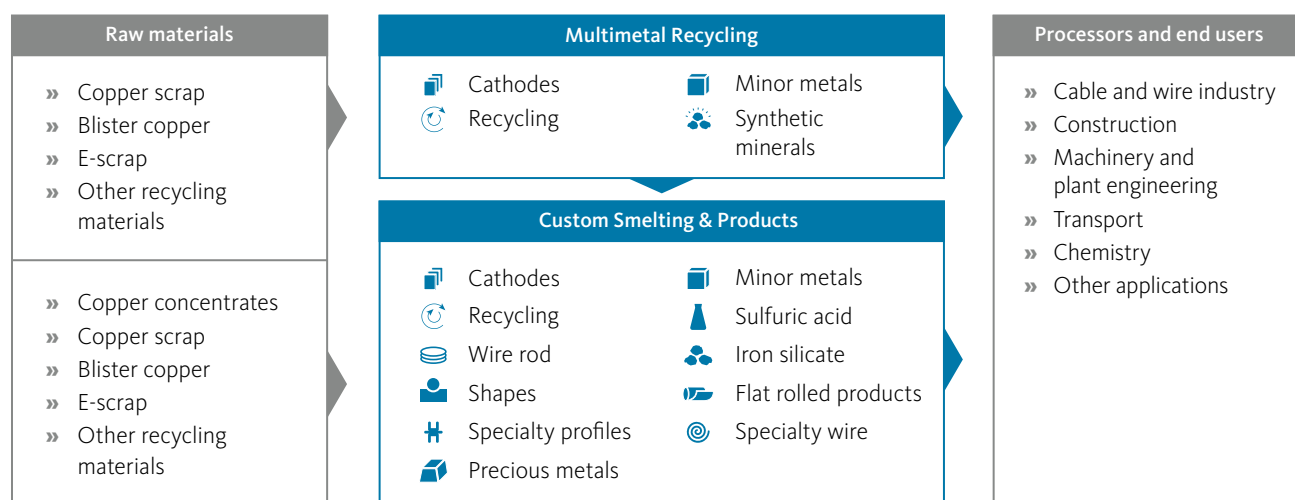 Raw materials
» Copper scrap
» Blister copper
» E-scrap
» Other recycling
materials
» Copper concentrates
» Copper scrap
» Blister copper
» E-scrap
» Other recycling
materials
Multimetal Recycling
Cathodes
Recycling
Minor metals
Synthetic
minerals
Custom Smelting & Products
Cathodes
Recycling
Wire rod
Shapes
Specialty profiles
Precious metals
Minor metals
Sulfuric acid
Iron silicate
Flat rolled products
Specialty wire
Processors and end users
» Cable and wire industry
» Construction
» Machinery and
plant engineering
» Transport
» Chemistry
» Other applications